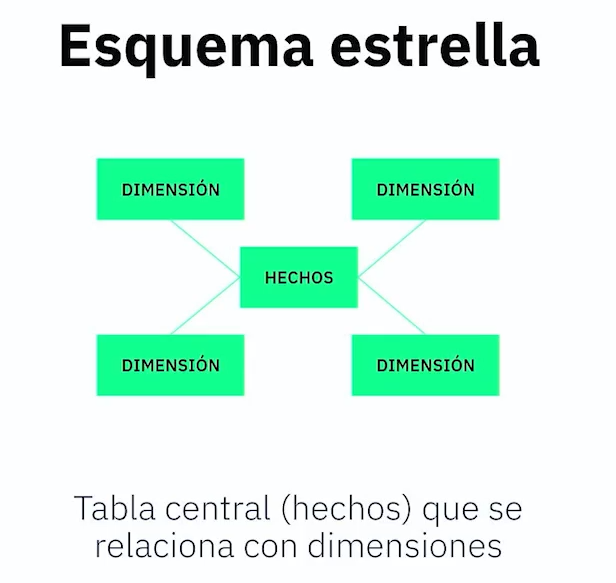 Esquema estrella
DIMENSIÓN
DIMENSIÓN
HECHOS
DIMENSIÓN
DIMENSIÓN
Tabla central (hechos) que se
relaciona con dimensiones